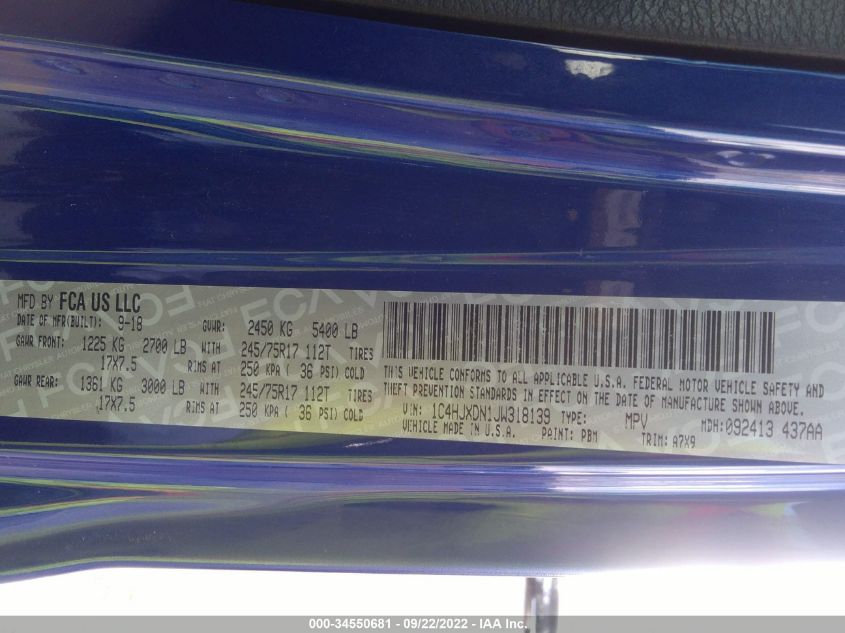 MFD BY FCA US LLC
DATE OF MFR(BUILT): 9-18 GVWR: 2450 KG 5400 LB
GAWR FRONT: 1225 KG 2700 LB WITH 245/75R17 112T TIRES
17X7.5 RIMS AT 250 KPA ( 36 PSI) COLD
GAWR REAR: 1361 KG 3000 LB WITH 245/75R17 112T TIRES
17X7.5 RIMS AT 250 KPA ( 36 PSI) COLD
THIS VEHICLE CONFORMS TO ALL APPLICABLE U.S.A. FEDERAL MOTOR VEHICLE SAFETY AND
THEFT PREVENTION STANDARDS IN EFFECT ON THE DATE OF MANUFACTURE SHOWN ABOVE.
VIN: 1C4HJXDN1JW318139 TYPE: MPV MDH:092413 437AA
VEHICLE MADE IN U.S.A. PAINT: PBM TRIM: A7X9
000-34550681 - 09/22/2022 - IAA Inc.